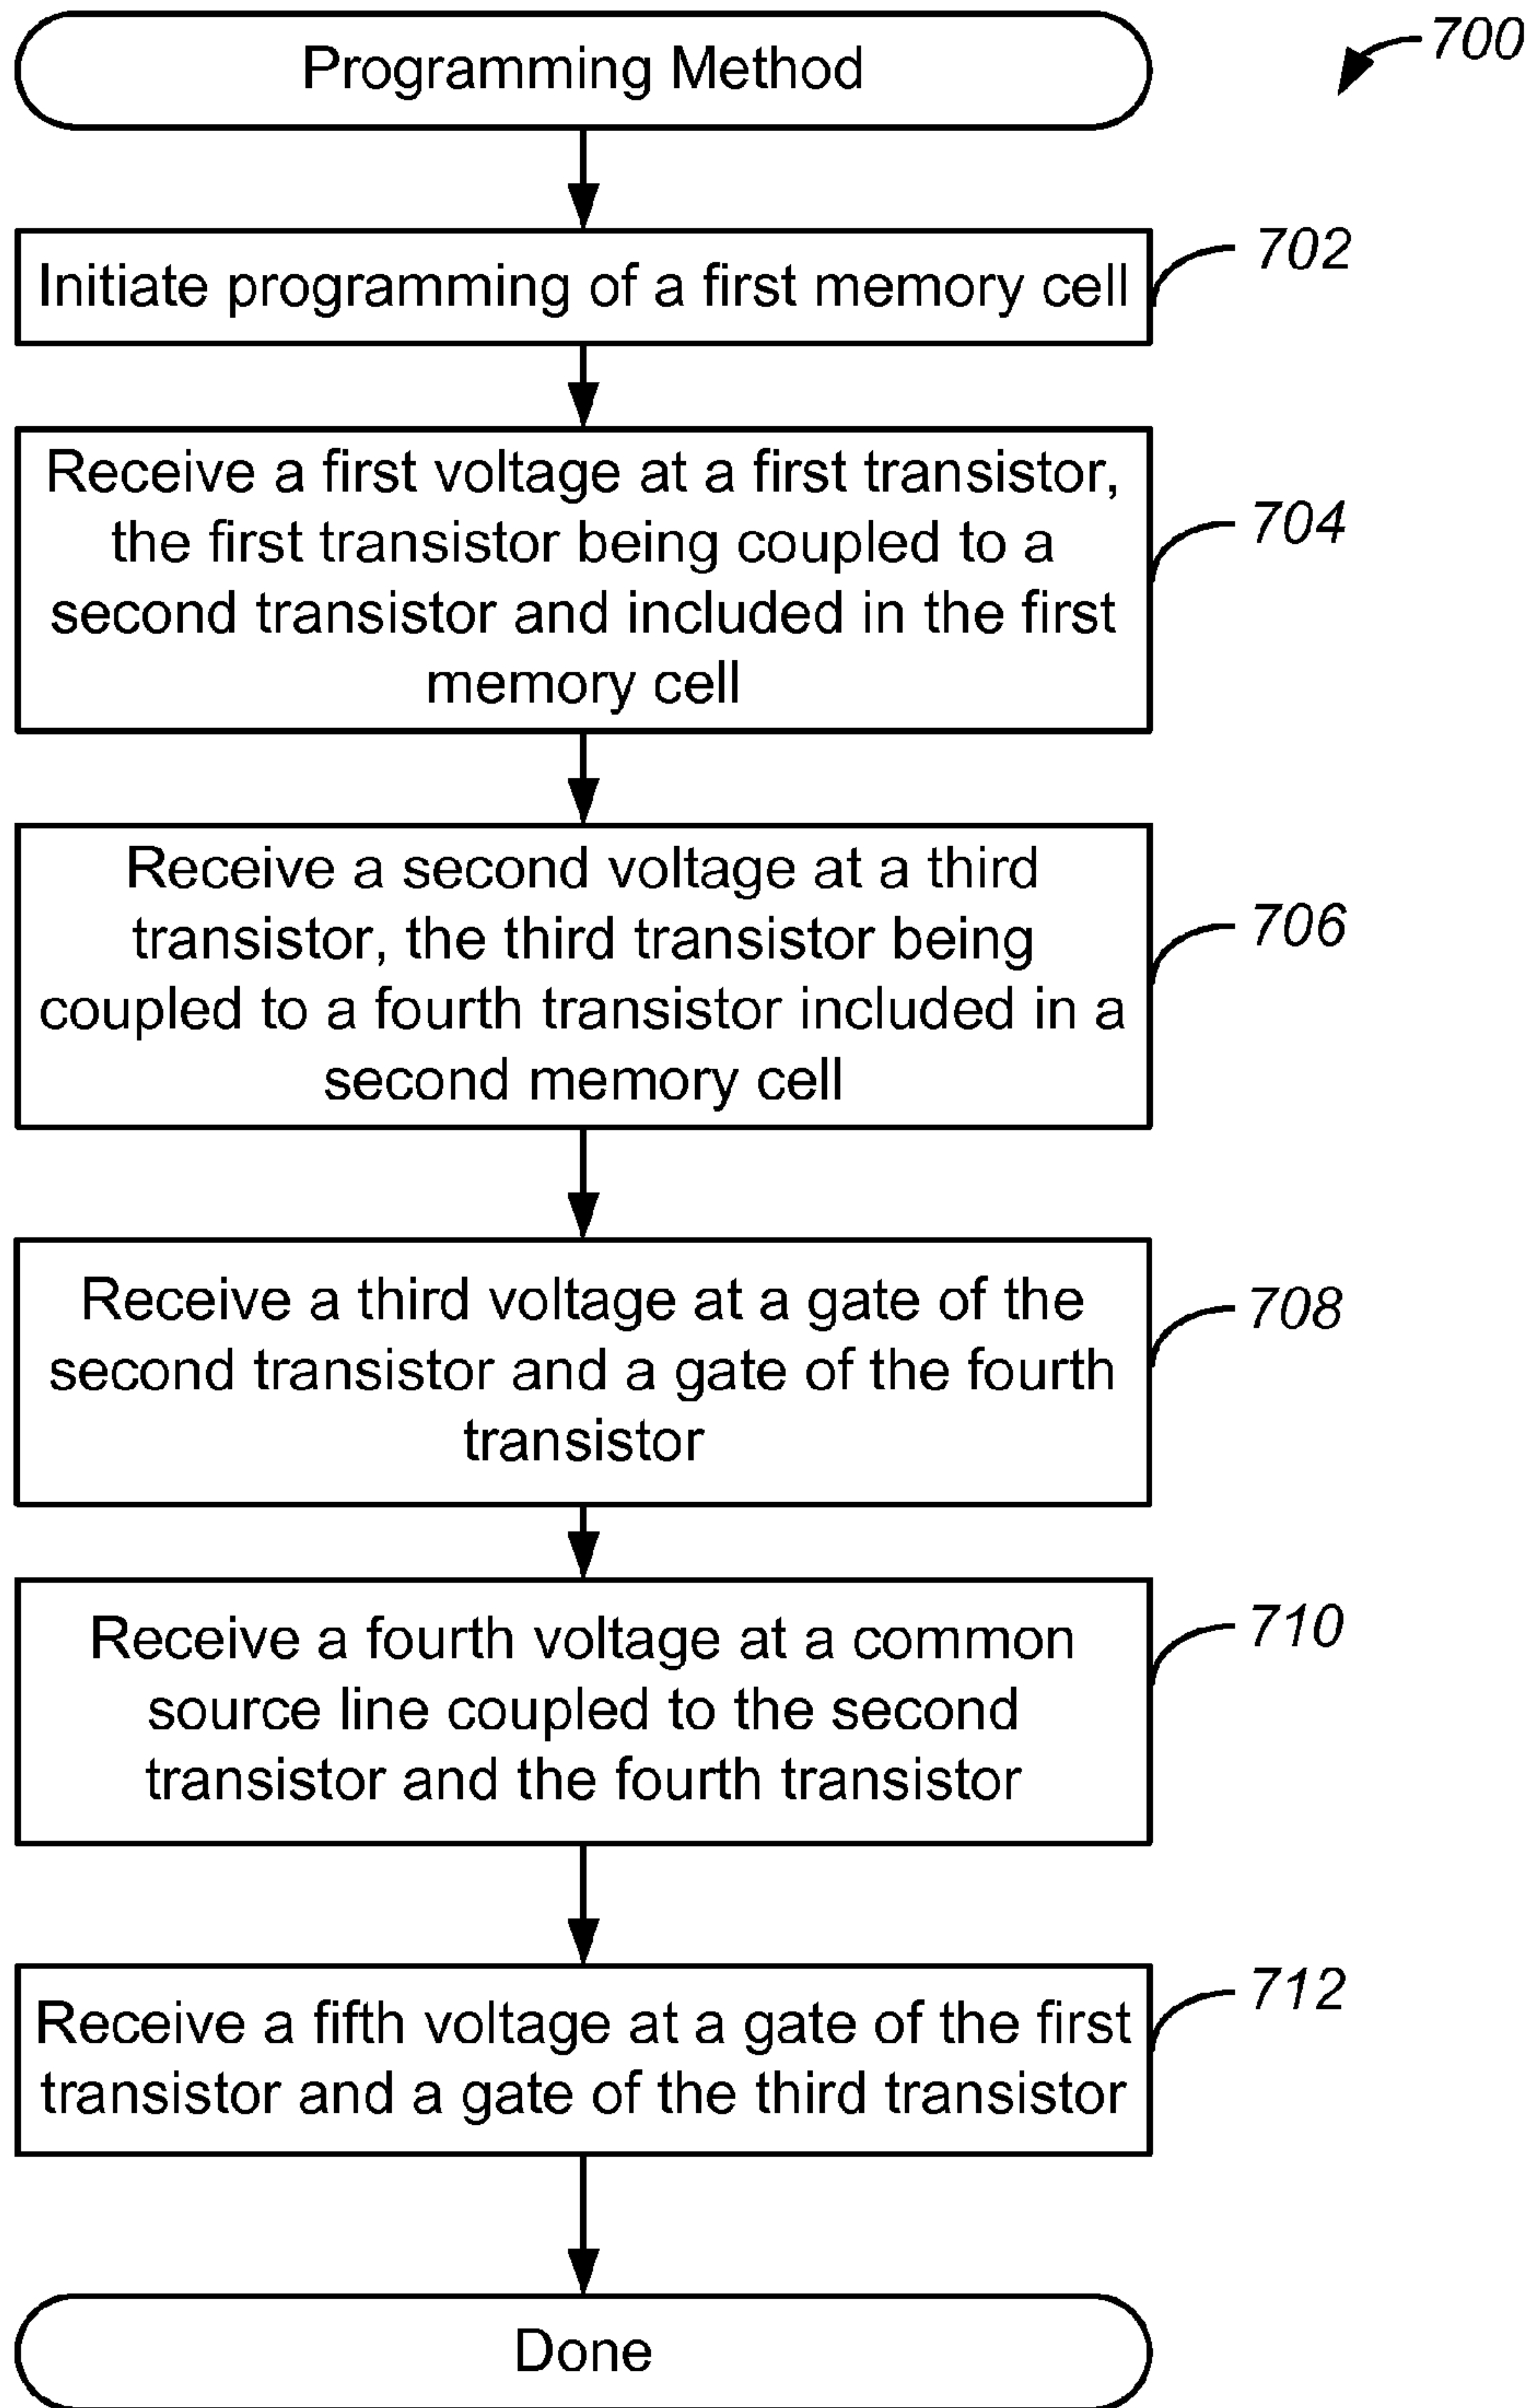 Programming Method
700
Initiate programming of a first memory cell
702
Receive a first voltage at a first transistor,
the first transistor being coupled to a
second transistor and included in the first
memory cell
704
Receive a second voltage at a third
transistor, the third transistor being
coupled to a fourth transistor included in a
second memory cell
706
Receive a third voltage at a gate of the
second transistor and a gate of the fourth
transistor
708
Receive a fourth voltage at a common
source line coupled to the second
transistor and the fourth transistor
710
Receive a fifth voltage at a gate of the first
transistor and a gate of the third transistor
712
Done